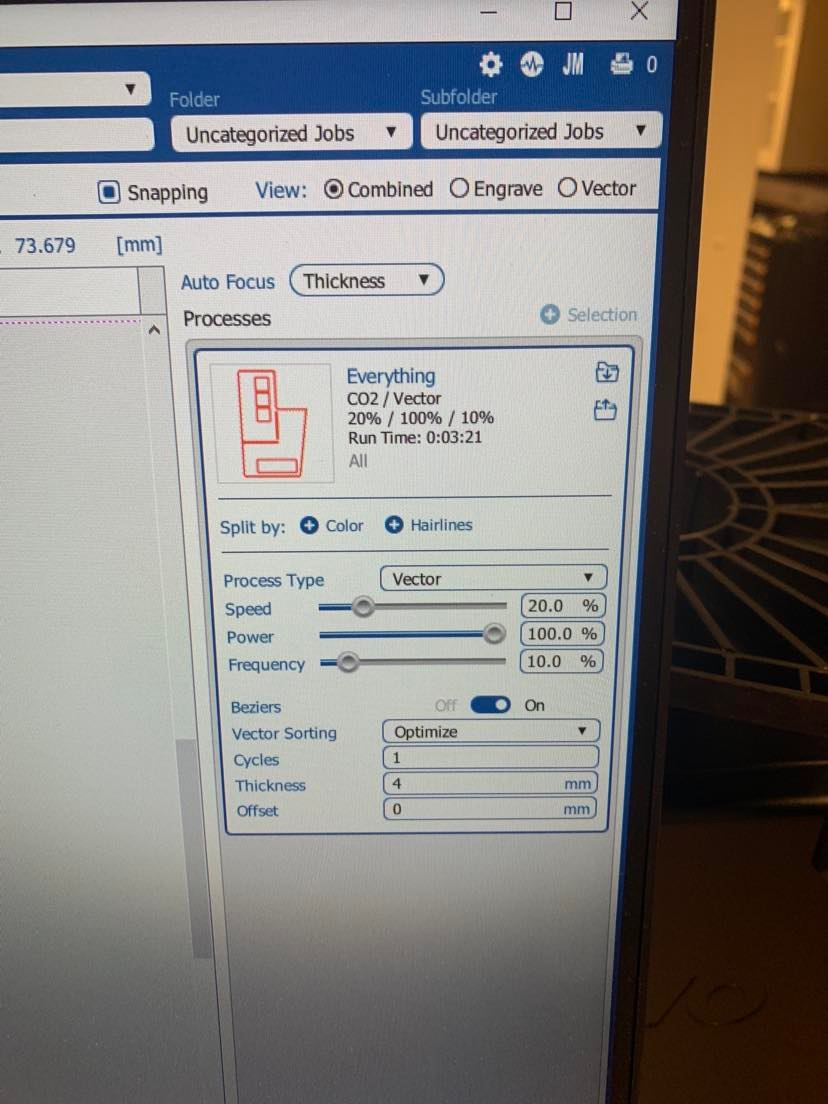 JM 0
Folder Subfolder
Uncategorized Jobs Uncategorized Jobs
Snapping View: Combined Engrave Vector
73.679 [mm]
Auto Focus Thickness
Processes Selection
Everything
CO2 / Vector
20% / 100% / 10%
Run Time: 0:03:21
All
Split by: Color Hairlines
Process Type Vector
Speed 20.0 %
Power 100.0 %
Frequency 10.0 %
Beziers Off On
Vector Sorting Optimize
Cycles 1
Thickness 4 mm
Offset 0 mm